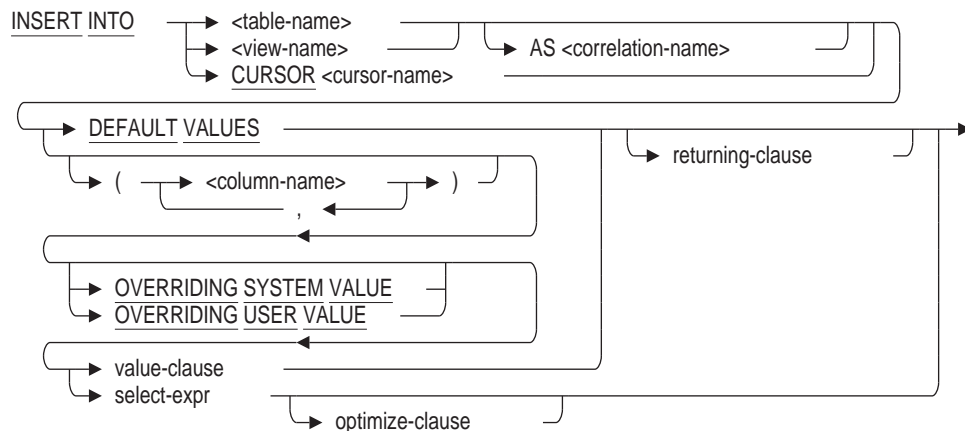 INSERT INTO <table-name>
<view-name> AS <correlation-name>
CURSOR <cursor-name>
DEFAULT VALUES
returning-clause
( <column-name> )
,
OVERRIDING SYSTEM VALUE
OVERRIDING USER VALUE
value-clause
select-expr
optimize-clause